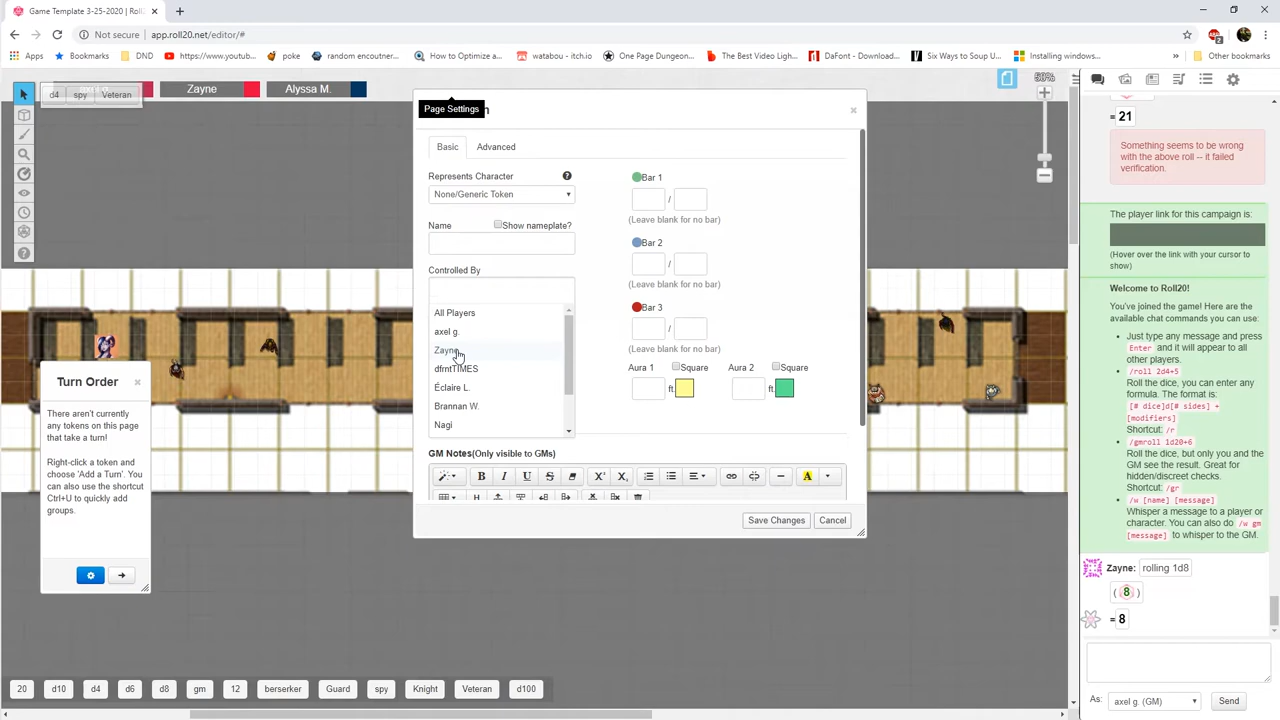 Game Template 3-25-2020 | Roll2
Not secure | app.roll20.net/editor/#
Apps Bookmarks DND https://www.youtube... poke random encoutner... How to Optimize a... watabou - itch.io One Page Dungeon... The Best Video Larr... DaFont - Download... Six Ways to Soup U... Installing windows... » Other bookmarks
Zayne Alyssa M.
d4 spy Veteran
50%
Page Settings
Basic Advanced
Represents Character
None/Generic Token
Name Show nameplate?
Controlled By
All Players
axel g.
Zayne
dfrntTIMES
Éclaire L.
Brannan W.
Nagi
Bar 1
/
(Leave blank for no bar)
Bar 2
/
(Leave blank for no bar)
Bar 3
/
(Leave blank for no bar)
Aura 1 Square Aura 2 Square
ft. ft.
GM Notes(Only visible to GMs)
Save Changes Cancel
Turn Order
There aren't currently
any tokens on this page
that take a turn!
Right-click a token and
choose 'Add a Turn'. You
can also use the shortcut
Ctrl+U to quickly add
groups.
20 d10 d4 d6 d8 gm 12 berserker Guard spy Knight Veteran d100
= 21
Something seems to be wrong
with the above roll -- it failed
verification.
The player link for this campaign is:
(Hover over the link with your cursor to
show)
Welcome to Roll20!
You've joined the game! Here are the
available chat commands you can use:
Just type any message and press
Enter and it will appear to all
other players.
/roll 2d4+5
Roll the dice, you can enter any
formula. The format is:
[# dice]d[# sides] +
[modifiers]
Shortcut: /r
/gmroll 1d20+6
Roll the dice, but only you and
the GM see the result. Great for
hidden/discreet checks.
Shortcut: /gr
/w [name] [message]
Whisper a message to a player or
character. You can also do /w gm
[message] to whisper to the GM.
Zayne: rolling 1d8
( 8 )
= 8
As: axel g. (GM) Send